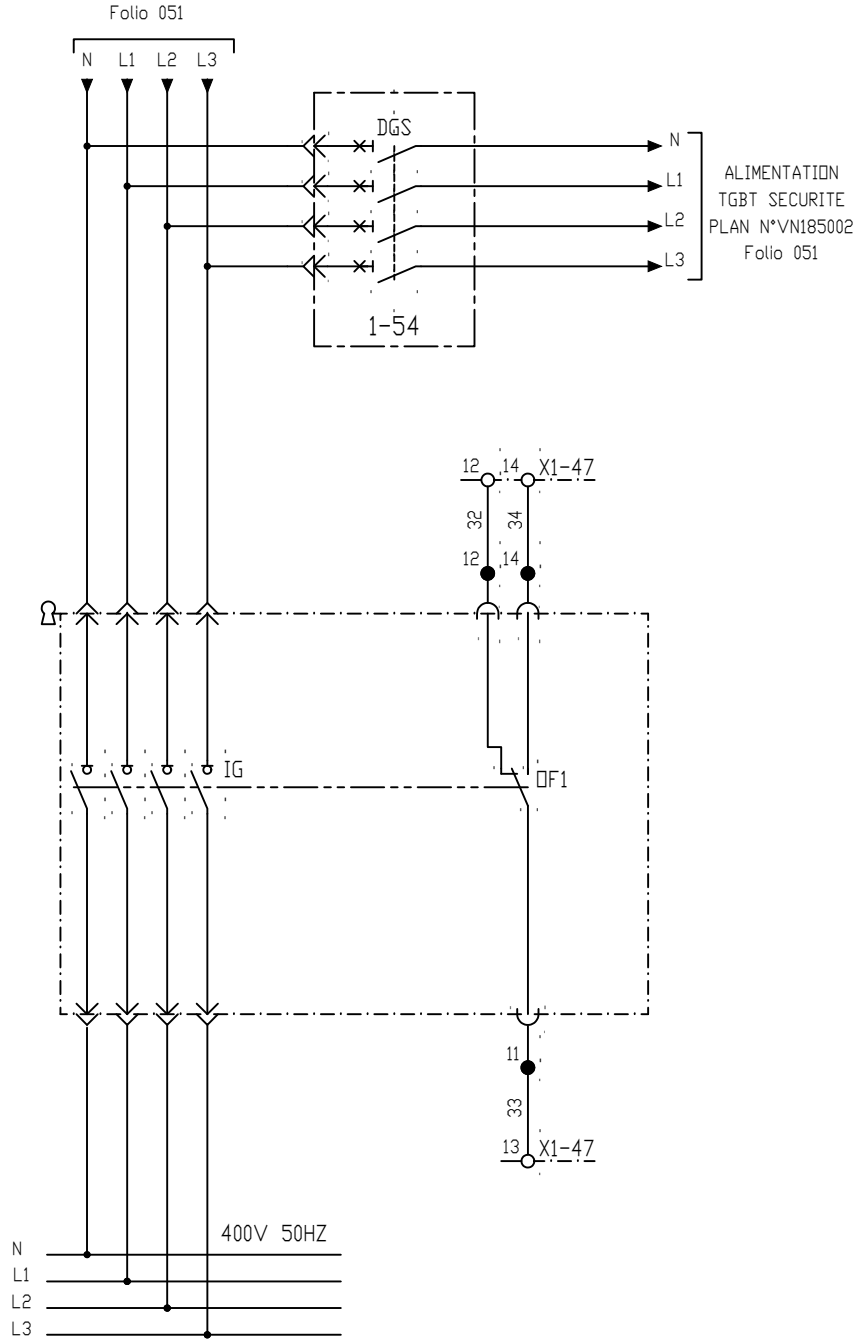 Folio 051
N L1 L2 L3
DGS
N
L1
L2
L3
ALIMENTATION
TGBT SECURITE
PLAN N°VN185002
Folio 051
1-54
12 14 X1-47
32 34
12 14
IG
OF1
11
33
13 X1-47
400V 50HZ
N
L1
L2
L3